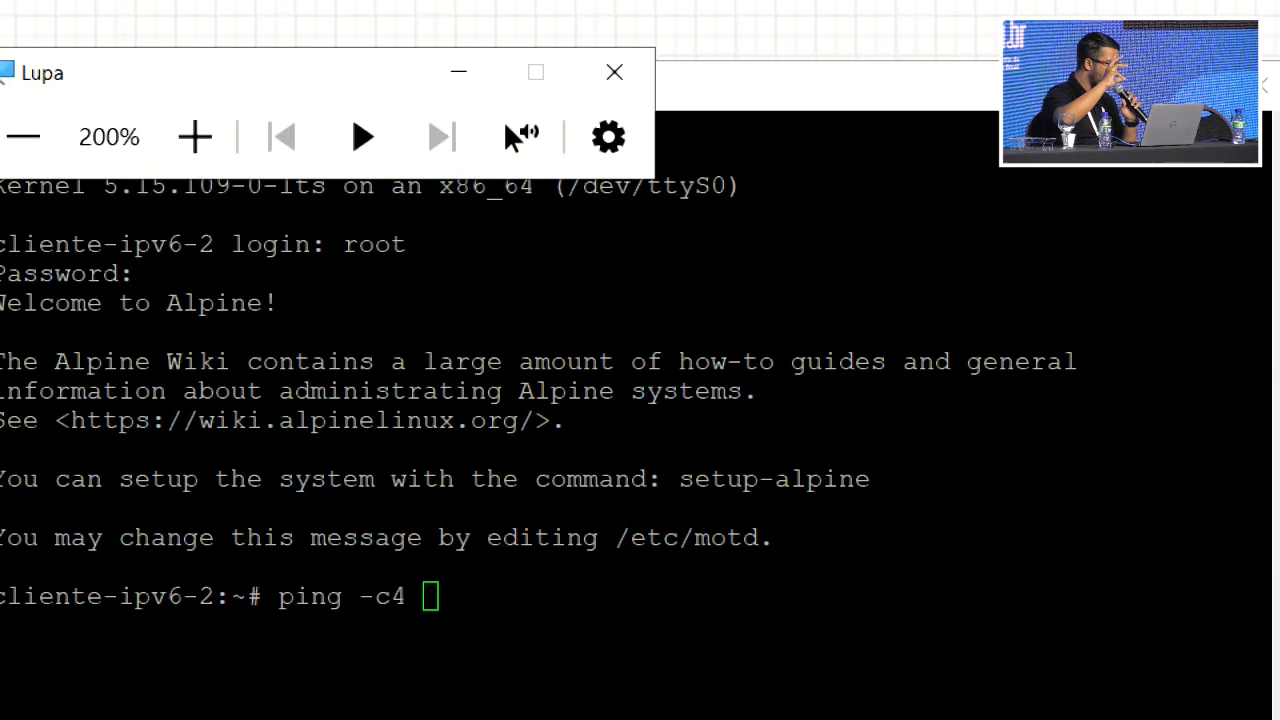 Lupa
200%
Kernel 5.15.109-0-lts on an x86_64 (/dev/ttyS0)
cliente-ipv6-2 login: root
Password:
Welcome to Alpine!
The Alpine Wiki contains a large amount of how-to guides and general
information about administrating Alpine systems.
See <https://wiki.alpinelinux.org/>.
You can setup the system with the command: setup-alpine
You may change this message by editing /etc/motd.
cliente-ipv6-2:~# ping -c4